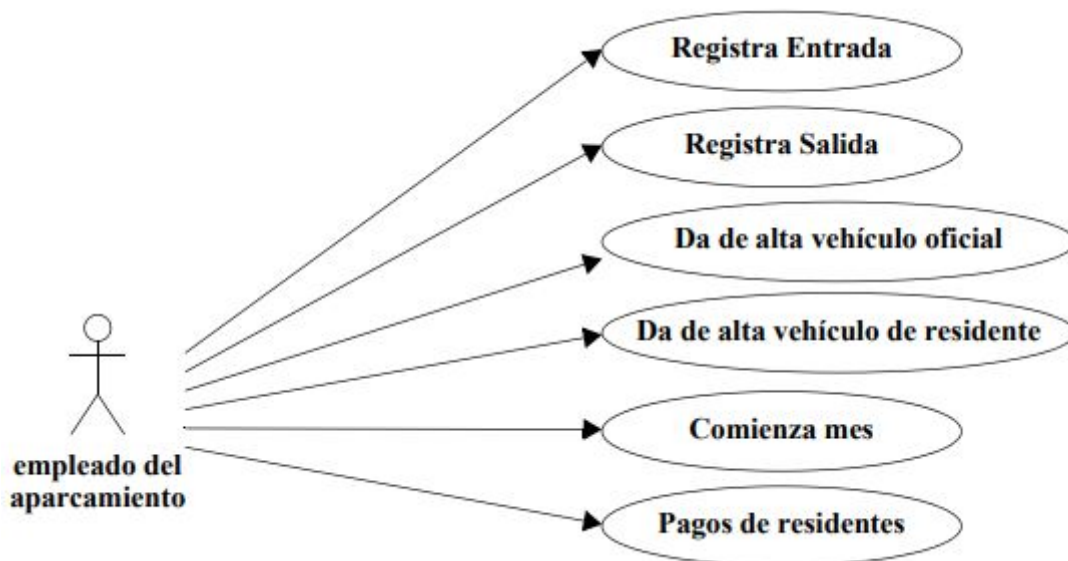 Registra Entrada
Registra Salida
Da de alta vehículo oficial
Da de alta vehículo de residente
Comienza mes
Pagos de residentes
empleado del
aparcamiento